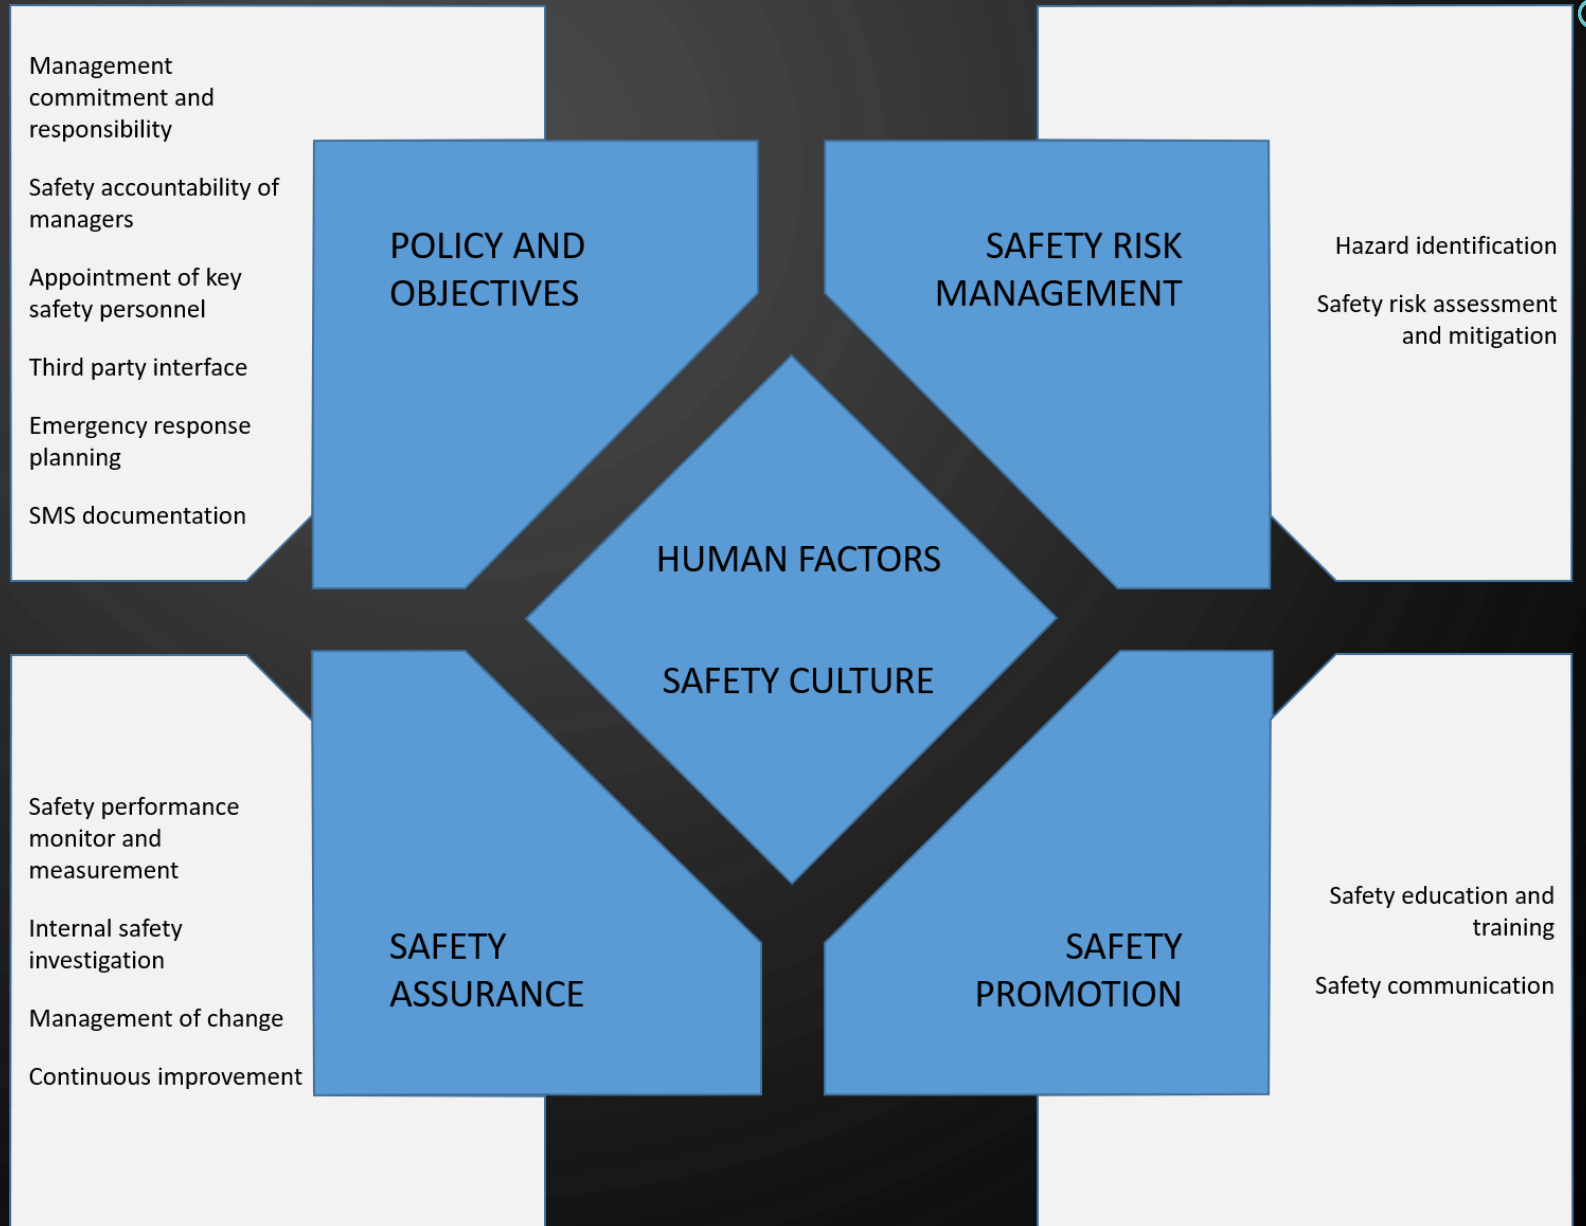 Management
commitment and
responsibility
Safety accountability of
managers
Appointment of key
safety personnel
Third party interface
Emergency response
planning
SMS documentation
POLICY AND
OBJECTIVES
SAFETY RISK
MANAGEMENT
Hazard identification
Safety risk assessment
and mitigation
HUMAN FACTORS
SAFETY CULTURE
Safety performance
monitor and
measurement
Internal safety
investigation
Management of change
Continuous improvement
SAFETY
ASSURANCE
SAFETY
PROMOTION
Safety education and
training
Safety communication